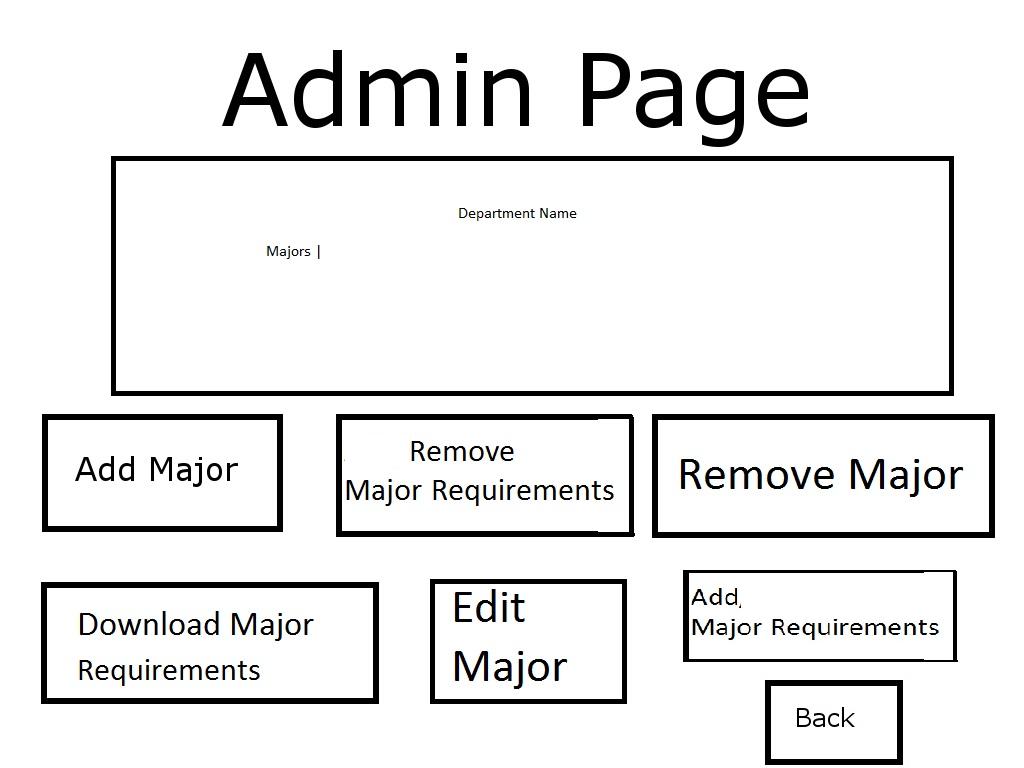 Admin Page
Department Name
Majors |
Add Major
Remove
Major Requirements
Remove Major
Download Major
Requirements
Edit
Major
Add,
Major Requirements
Back